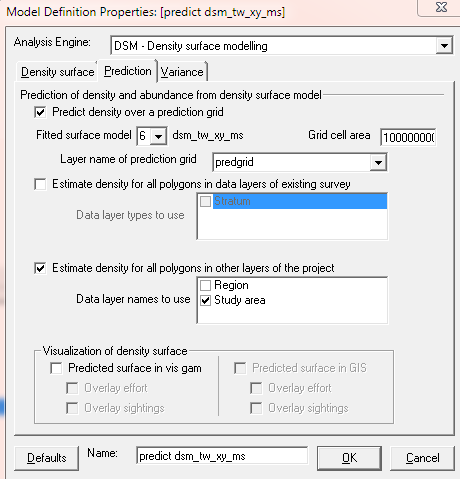 Model Definition Properties: [predict dsm_tw_xy_ms]
Analysis Engine: DSM - Density surface modelling
Density surface Prediction Variance
Prediction of density and abundance from density surface model
Predict density over a prediction grid
Fitted surface model 6 dsm_tw_xy_ms Grid cell area 100000000
Layer name of prediction grid predgrid
Estimate density for all polygons in data layers of existing survey
Data layer types to use Stratum
Estimate density for all polygons in other layers of the project
Region
Data layer names to use Study area
Visualization of density surface
Predicted surface in vis gam Predicted surface in GIS
Overlay effort Overlay effort
Overlay sightings Overlay sightings
Defaults Name: predict dsm_tw_xy_ms OK Cancel